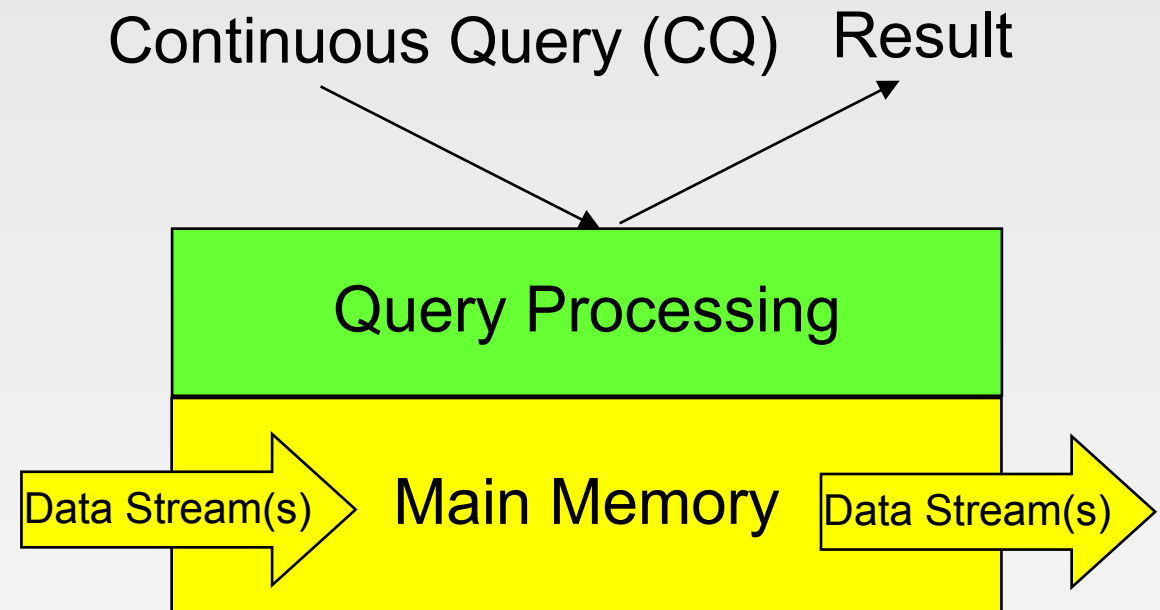 Continuous Query (CQ) Result
Query Processing
Data Stream(s) Main Memory Data Stream(s)